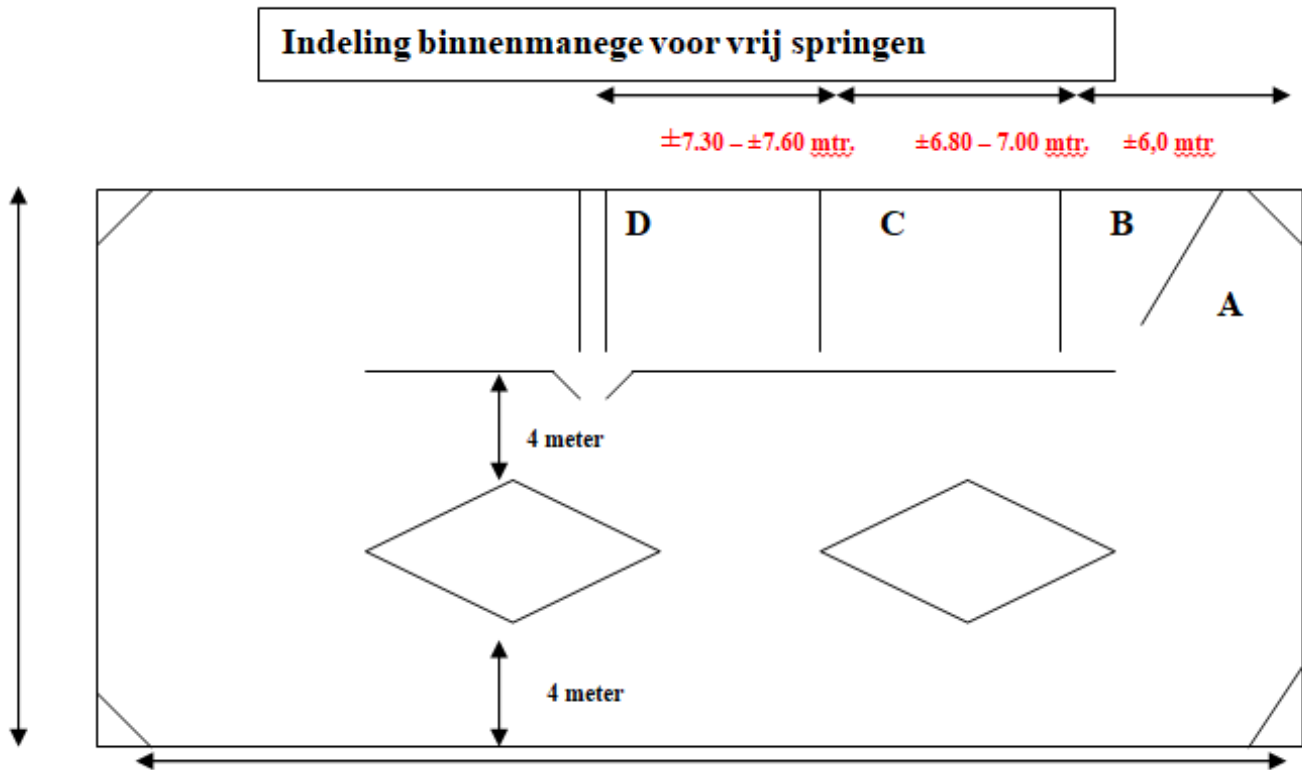 Indeling binnenmanege voor vrij springen
±7.30 – ±7.60 mtr. ±6.80 – 7.00 mtr. ±6,0 mtr
D C B
A
4 meter
4 meter